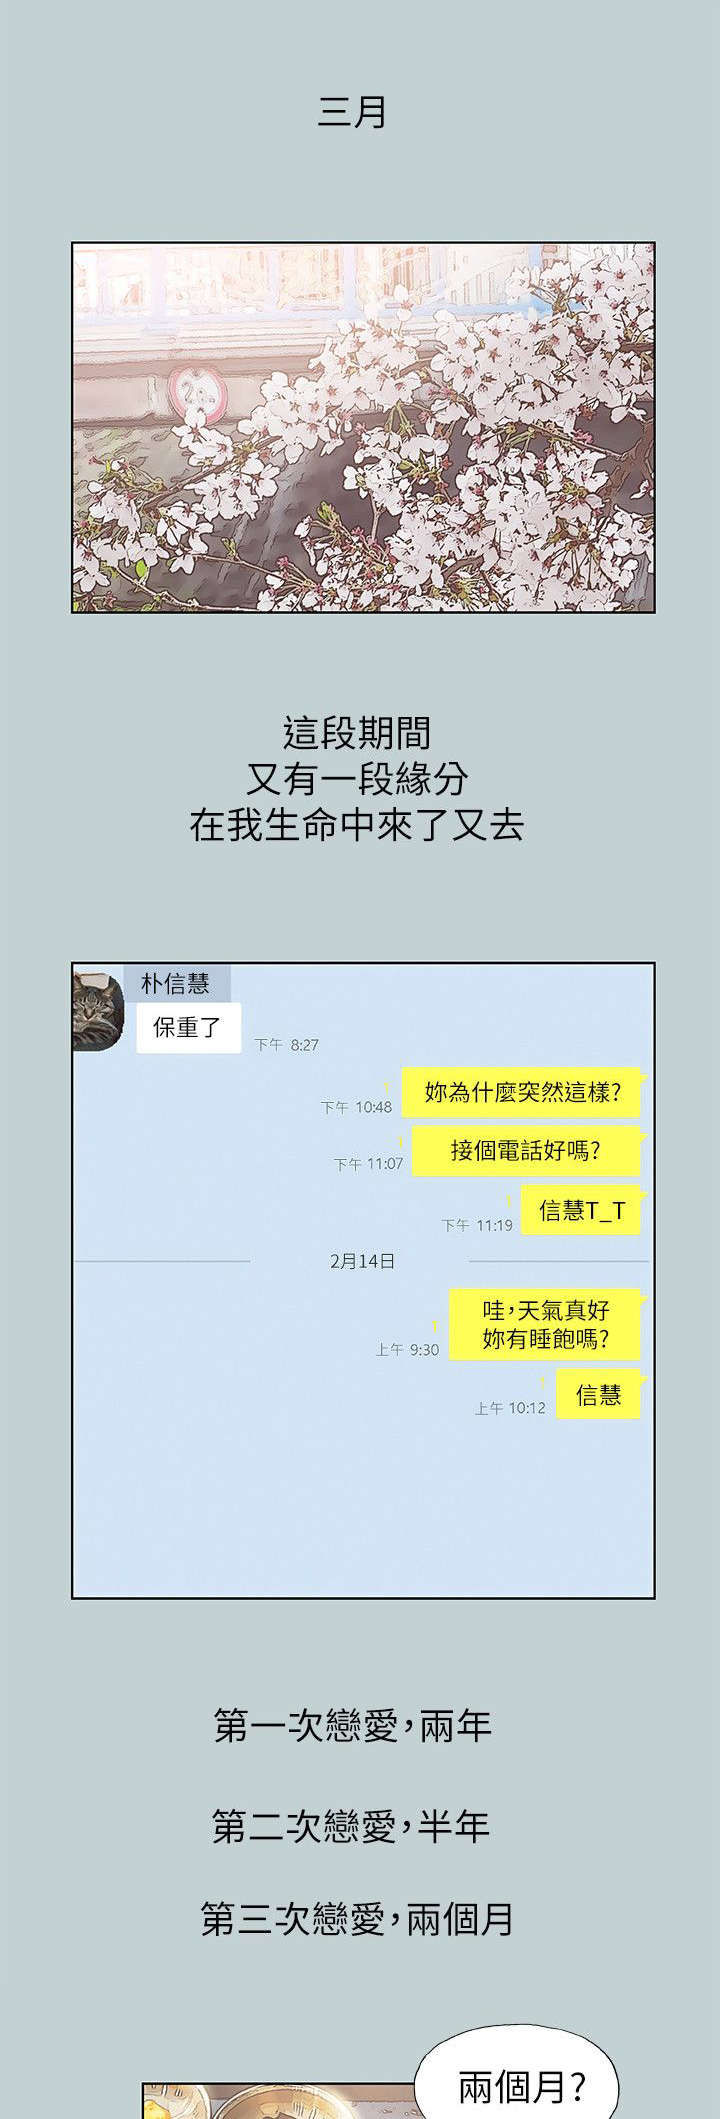 三月
這段期間
又有一段緣分
在我生命中來了又去
朴信慧
保重了
下午 8:27
1
下午 10:48
妳為什麼突然這樣?
1
下午 11:07
接個電話好嗎?
1
下午 11:19
信慧T_T
2月14日
1
上午 9:30
哇，天氣真好
妳有睡飽嗎?
1
上午 10:12
信慧
第一次戀愛，兩年
第二次戀愛，半年
第三次戀愛，兩個月
兩個月?